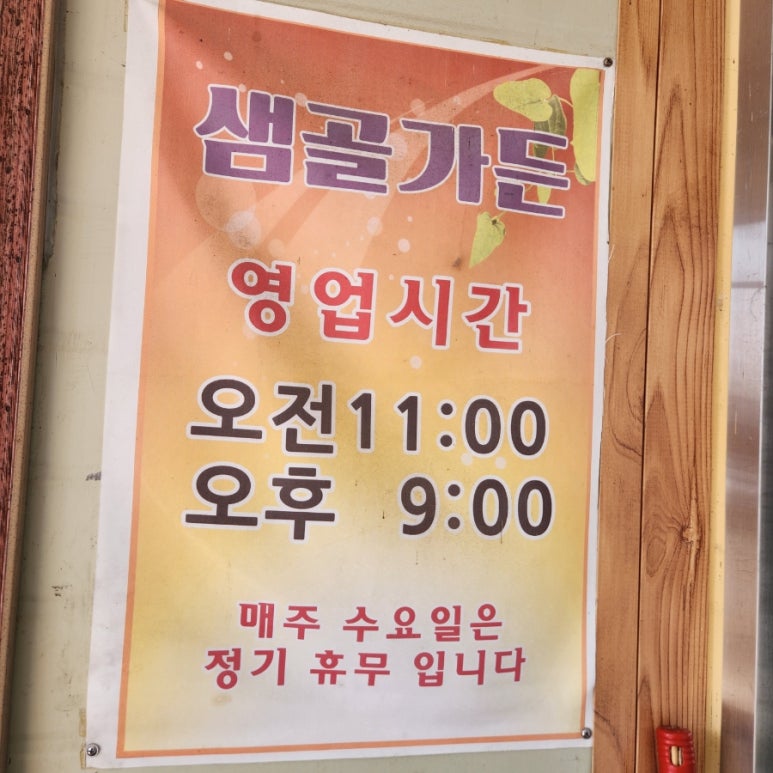 샘골가든
영업시간
오전11:00
오후 9:00
매주 수요일은
정기 휴무 입니다